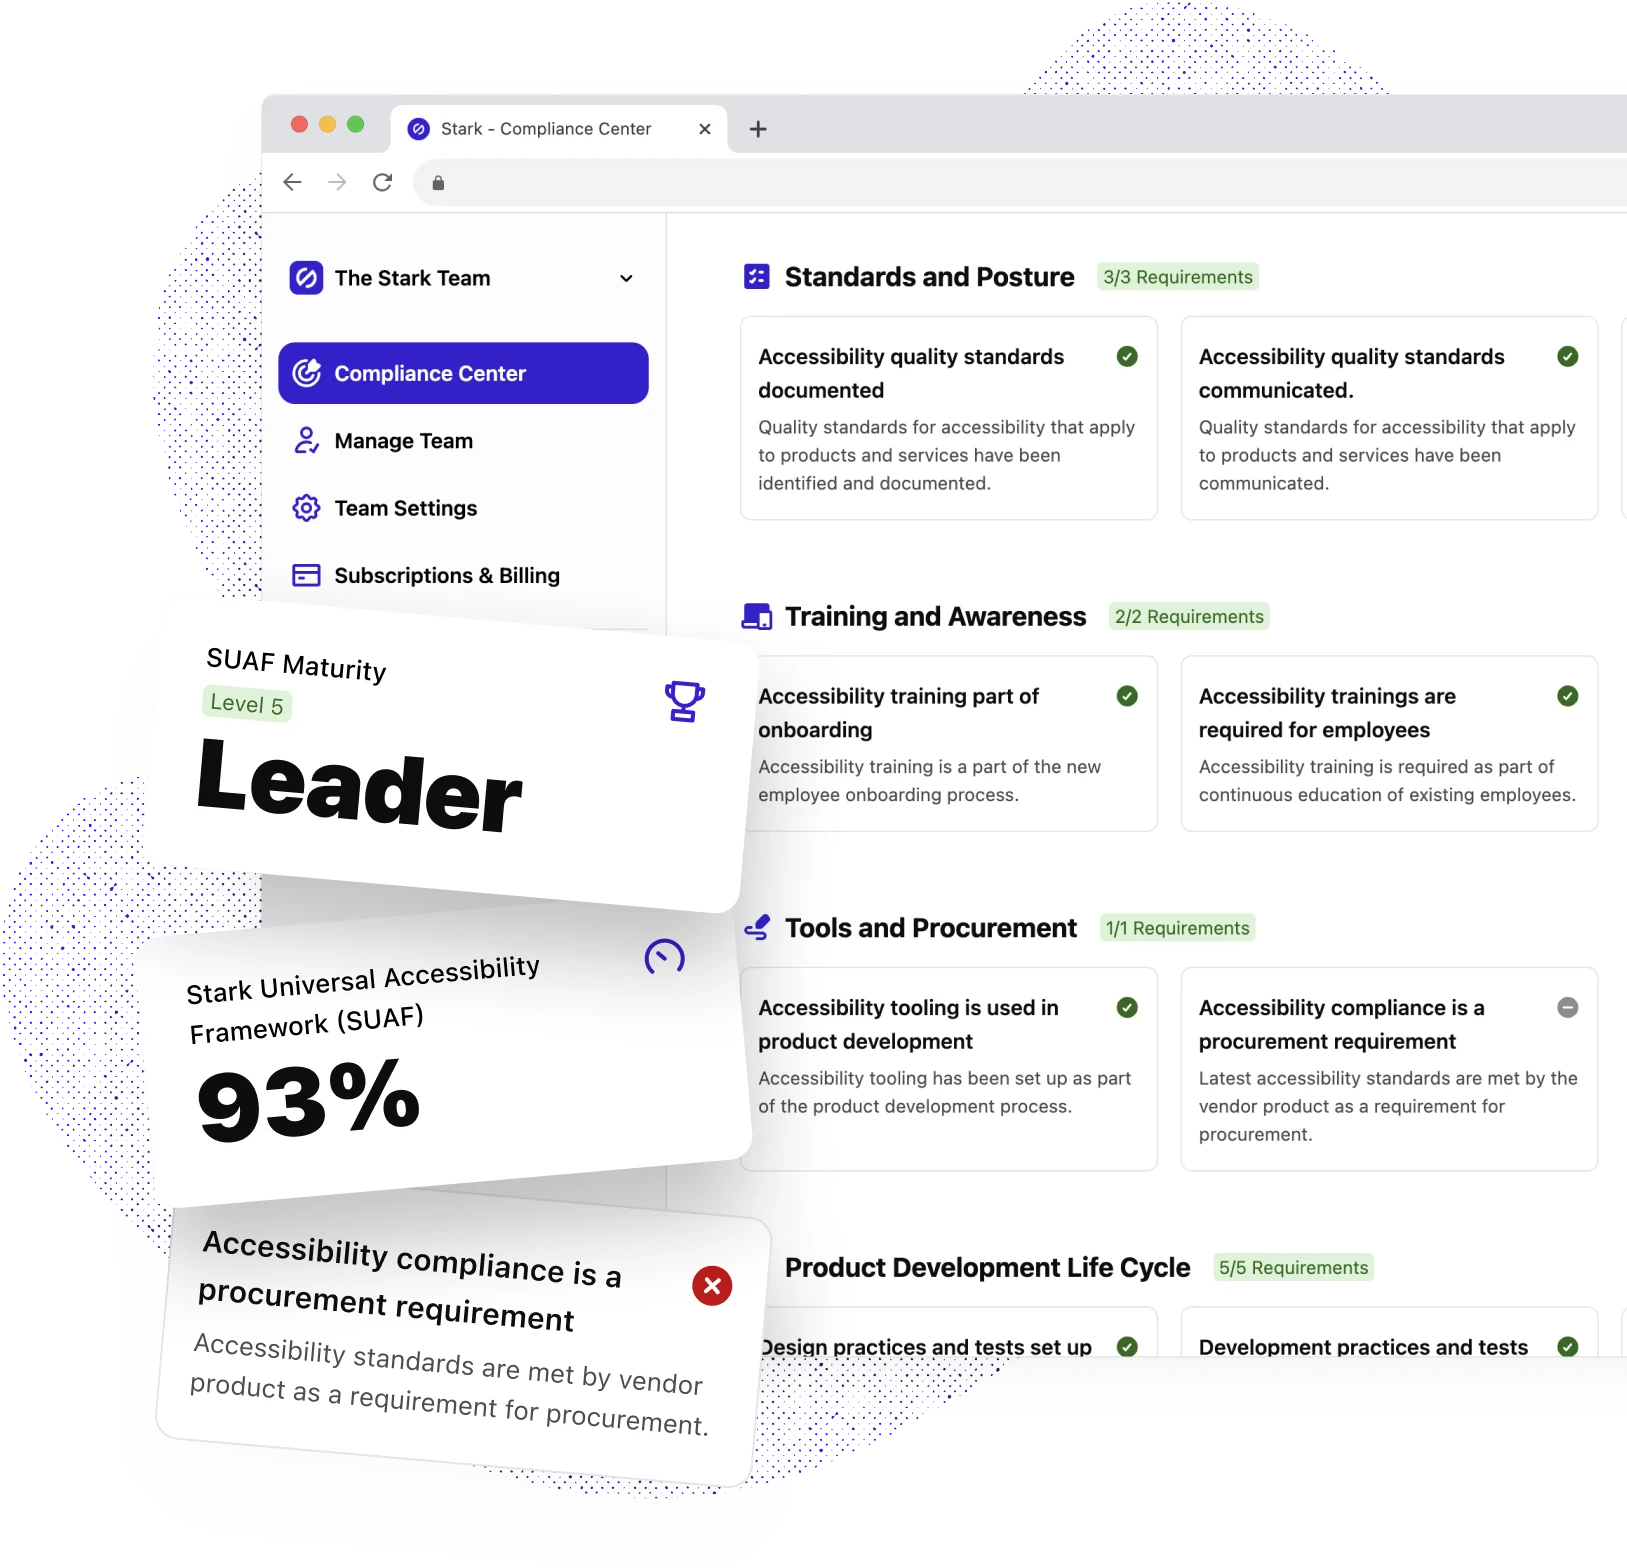 Stark - Compliance Center
The Stark Team
Compliance Center
Manage Team
Team Settings
Subscriptions & Billing
Standards and Posture
3/3 Requirements
Accessibility quality standards
documented
Quality standards for accessibility that apply
to products and services have been
identified and documented.
Accessibility quality standards
communicated.
Quality standards for accessibility that apply
to products and services have been
communicated.
Training and Awareness
2/2 Requirements
Accessibility training part of
onboarding
Accessibility training is a part of the new
employee onboarding process.
Accessibility trainings are
required for employees
Accessibility training is required as part of
continuous education of existing employees.
Tools and Procurement
1/1 Requirements
Accessibility tooling is used in
product development
Accessibility tooling has been set up as part
of the product development process.
Accessibility compliance is a
procurement requirement
Latest accessibility standards are met by the
vendor product as a requirement for
procurement.
Product Development Life Cycle
5/5 Requirements
Design practices and tests set up
Development practices and tests
SUAF Maturity
Level 5
Leader
Stark Universal Accessibility
Framework (SUAF)
93%
Accessibility compliance is a
procurement requirement
Accessibility standards are met by vendor
product as a requirement for procurement.